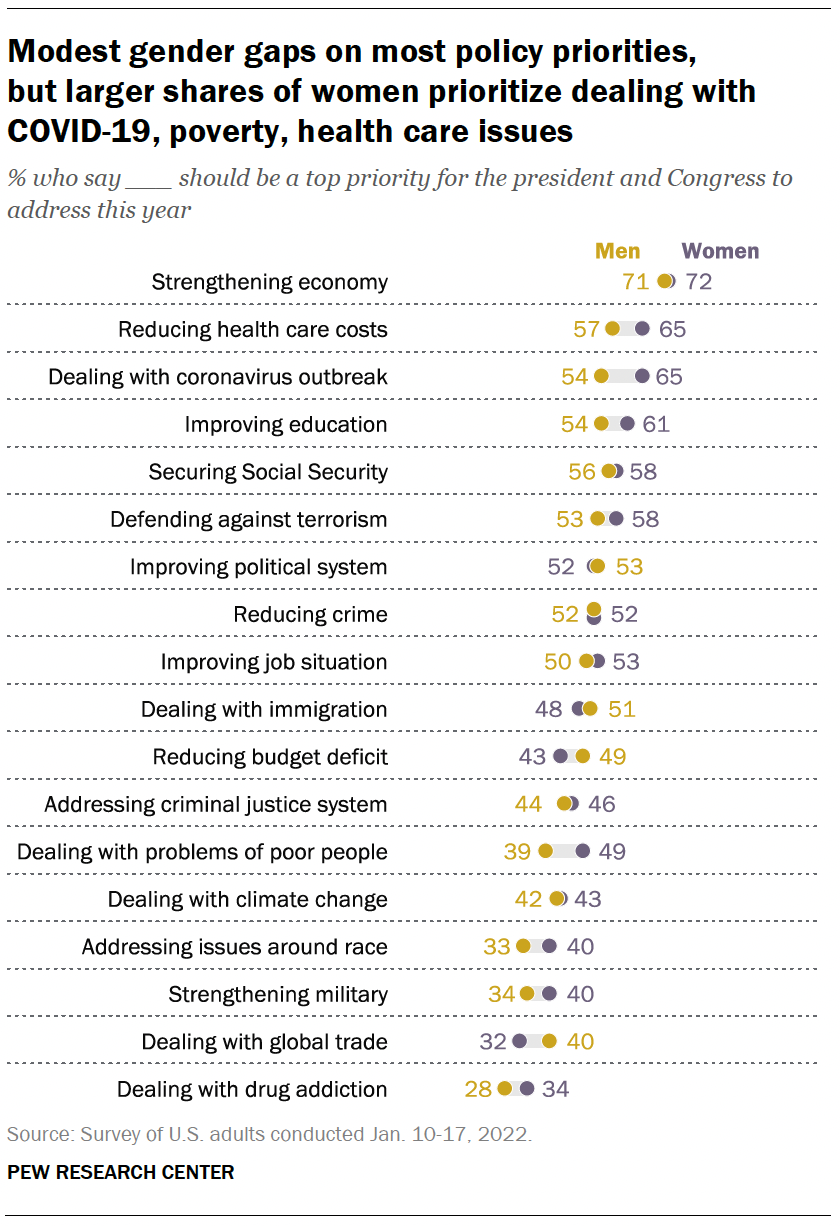 Modest gender gaps on most policy priorities,
but larger shares of women prioritize dealing with
COVID-19, poverty, health care issues
% who say ___ should be a top priority for the president and Congress to
address this year
Men Women
Strengthening economy 71 72
Reducing health care costs 57 65
Dealing with coronavirus outbreak 54 65
Improving education 54 61
Securing Social Security 56 58
Defending against terrorism 53 58
Improving political system 52 53
Reducing crime 52 52
Improving job situation 50 53
Dealing with immigration 48 51
Reducing budget deficit 43 49
Addressing criminal justice system 44 46
Dealing with problems of poor people 39 49
Dealing with climate change 42 43
Addressing issues around race 33 40
Strengthening military 34 40
Dealing with global trade 32 40
Dealing with drug addiction 28 34
Source: Survey of U.S. adults conducted Jan. 10-17, 2022.
PEW RESEARCH CENTER